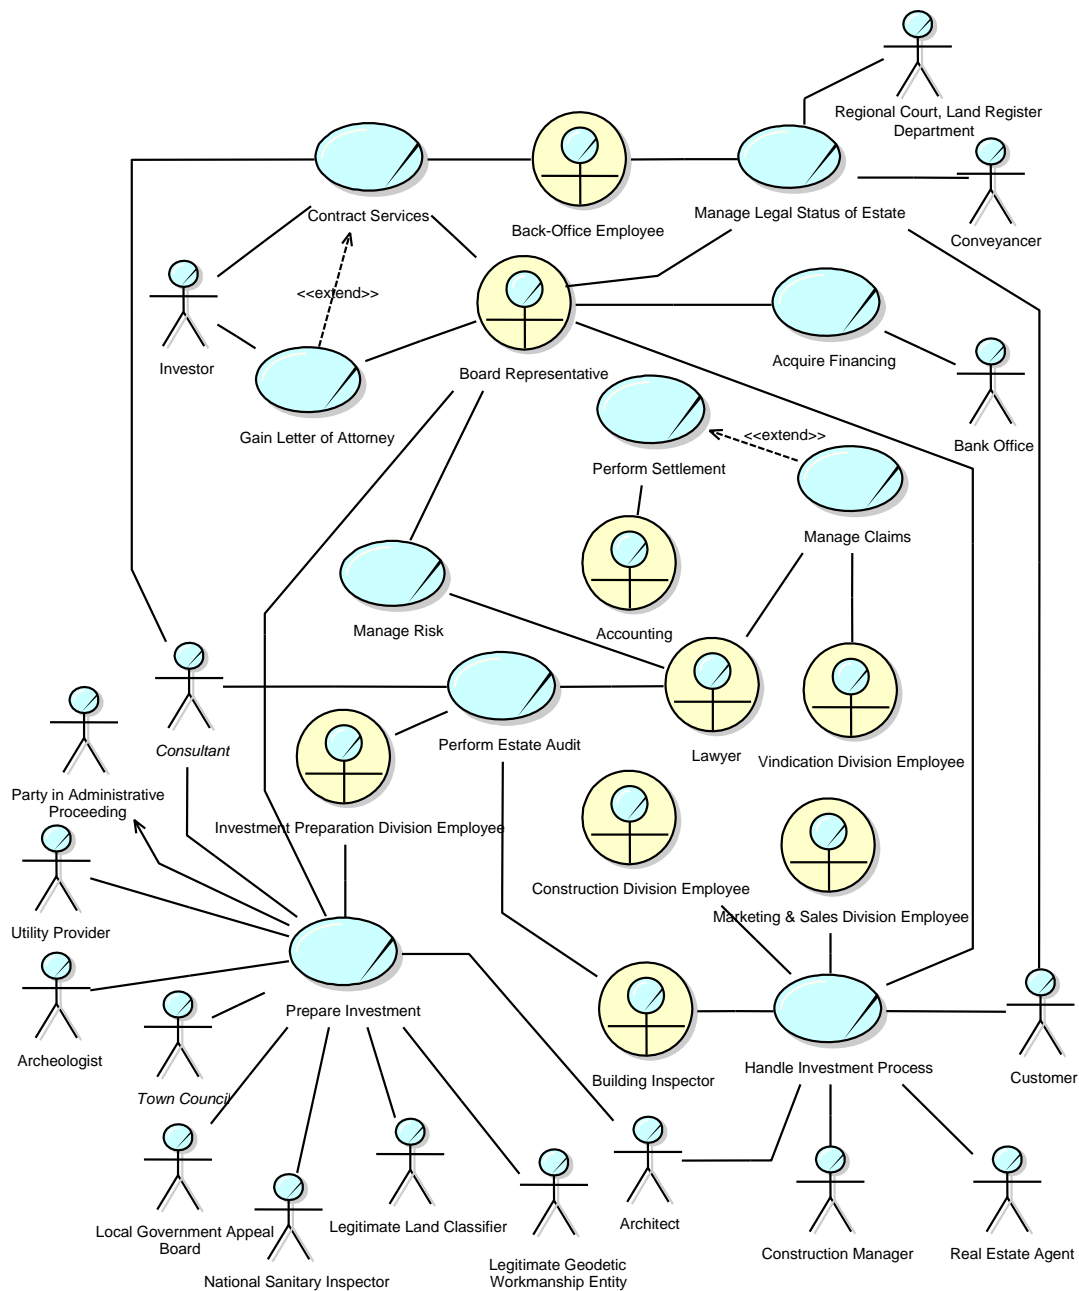 Regional Court, Land Register
Department
Contract Services
Back-Office Employee
Manage Legal Status of Estate
Conveyancer
<<extend>>
Investor
Board Representative
Acquire Financing
Gain Letter of Attorney
Bank Office
<<extend>>
Perform Settlement
Manage Claims
Manage Risk
Accounting
Consultant
Perform Estate Audit
Lawyer
Vindication Division Employee
Party in Administrative
Proceeding
Investment Preparation Division Employee
Construction Division Employee
Marketing & Sales Division Employee
Utility Provider
Prepare Investment
Archeologist
Town Council
Building Inspector
Handle Investment Process
Customer
Local Government Appeal
Board
National Sanitary Inspector
Legitimate Land Classifier
Legitimate Geodetic
Workmanship Entity
Architect
Construction Manager
Real Estate Agent